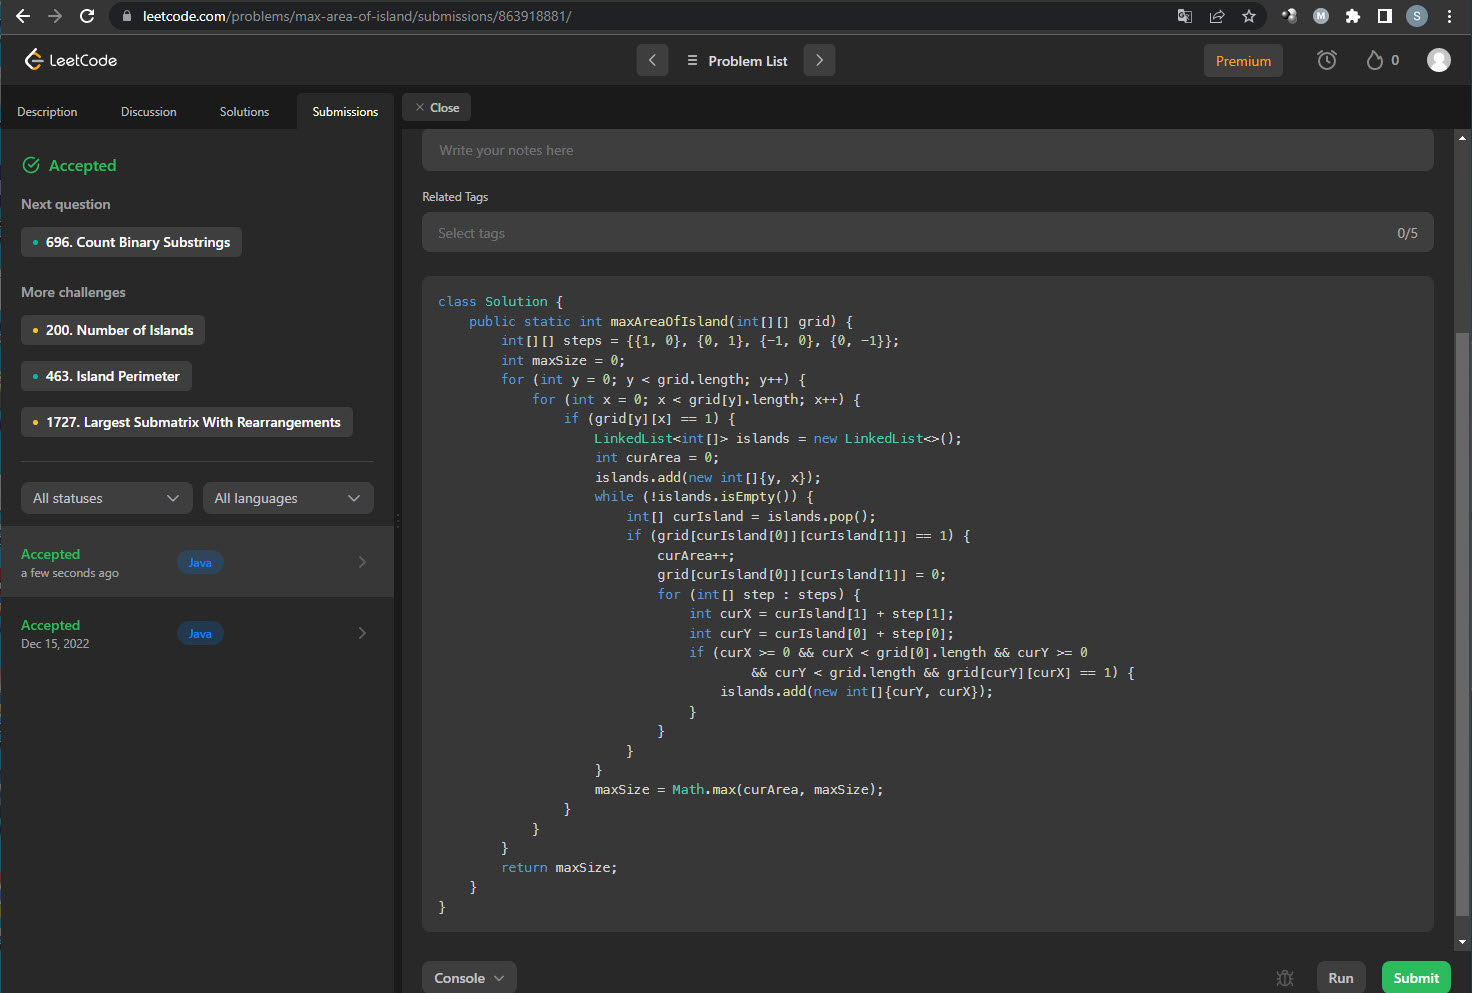 leetcode.com/problems/max-area-of-island/submissions/863918881/
M
S
LeetCode
Problem List
Premium
0
Description
Discussion
Solutions
Submissions
Close
Accepted
Next question
696. Count Binary Substrings
More challenges
200. Number of Islands
463. Island Perimeter
1727. Largest Submatrix With Rearrangements
All statuses
All languages
Accepted
a few seconds ago
Java
Accepted
Dec 15, 2022
Java
Write your notes here
Related Tags
Select tags
0/5
class Solution {
    public static int maxAreaOfIsland(int[][] grid) {
        int[][] steps = {{1, 0}, {0, 1}, {-1, 0}, {0, -1}};
        int maxSize = 0;
        for (int y = 0; y < grid.length; y++) {
            for (int x = 0; x < grid[y].length; x++) {
                if (grid[y][x] == 1) {
                    LinkedList<int[]> islands = new LinkedList<>();
                    int curArea = 0;
                    islands.add(new int[]{y, x});
                    while (!islands.isEmpty()) {
                        int[] curIsland = islands.pop();
                        if (grid[curIsland[0]][curIsland[1]] == 1) {
                            curArea++;
                            grid[curIsland[0]][curIsland[1]] = 0;
                            for (int[] step : steps) {
                                int curX = curIsland[1] + step[1];
                                int curY = curIsland[0] + step[0];
                                if (curX >= 0 && curX < grid[0].length && curY >= 0
                                        && curY < grid.length && grid[curY][curX] == 1) {
                                    islands.add(new int[]{curY, curX});
                                }
                            }
                        }
                    }
                    maxSize = Math.max(curArea, maxSize);
                }
            }
        }
        return maxSize;
    }
}
Console
Run
Submit